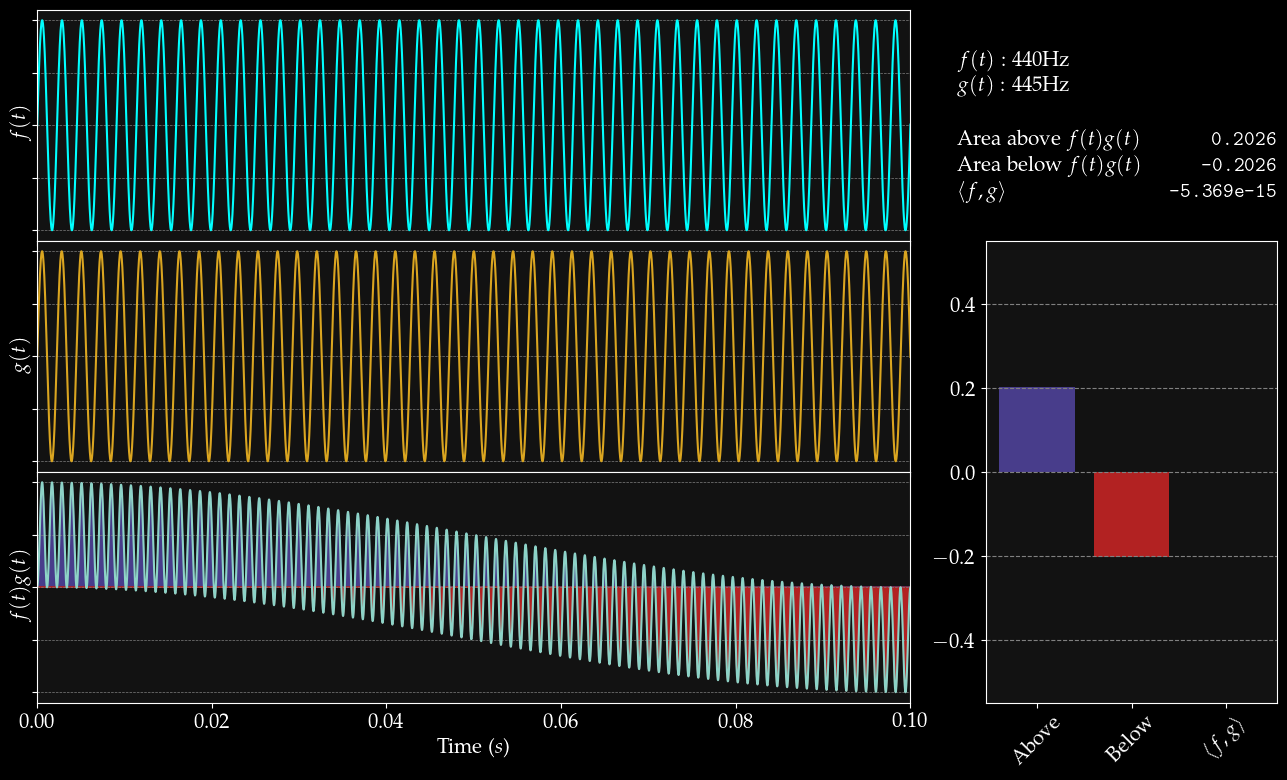 f(t)
g(t)
f(t)g(t)
0.00 0.02 0.04 0.06 0.08 0.10
Time (s)
f(t) : 440Hz
g(t) : 445Hz
Area above f(t)g(t) 0.2026
Area below f(t)g(t) -0.2026
⟨f, g⟩ -5.369e-15
0.4
0.2
0.0
−0.2
−0.4
Above Below ⟨f, g⟩